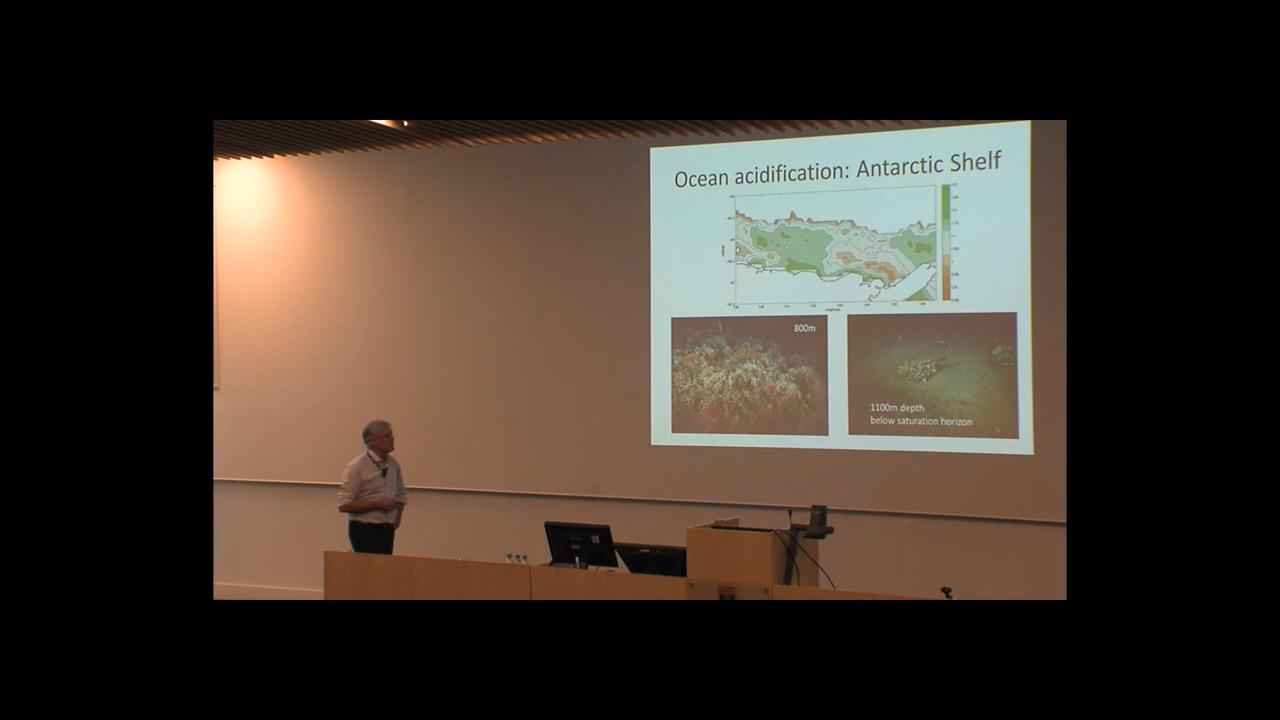 Ocean acidification: Antarctic Shelf
800m
1100m depth
below saturation horizon